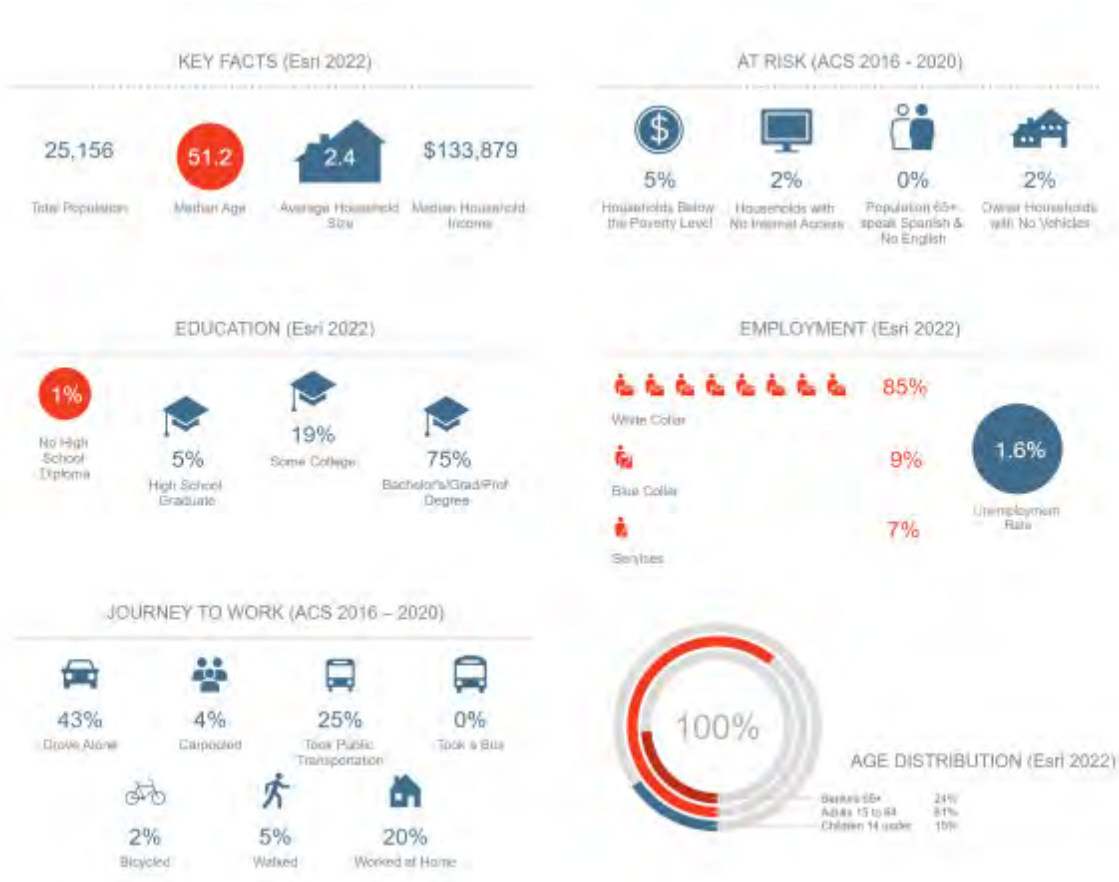 KEY FACTS (Esri 2022)
25,156
51.2
2.4
$133,879
Total Population
Median Age
Average Household
Size
Median Household
Income
AT RISK (ACS 2016 - 2020)
5%
2%
0%
2%
Households Below
the Poverty Level
Households with
No Internet Access
Population 65+
speak Spanish &
No English
Owner Households
with No Vehicles
EDUCATION (Esri 2022)
1%
No High
School
Diploma
5%
High School
Graduate
19%
Some College
75%
Bachelor's/Grad/Prof
Degree
EMPLOYMENT (Esri 2022)
85%
White Collar
9%
Blue Collar
7%
Services
1.6%
Unemployment
Rate
JOURNEY TO WORK (ACS 2016 – 2020)
43%
Drove Alone
4%
Carpooled
25%
Took Public
Transportation
0%
Took a Bus
2%
Bicycled
5%
Walked
20%
Worked at Home
100%
AGE DISTRIBUTION (Esri 2022)
Seniors 65+ 24%
Adults 15 to 64 61%
Children 14 under 15%